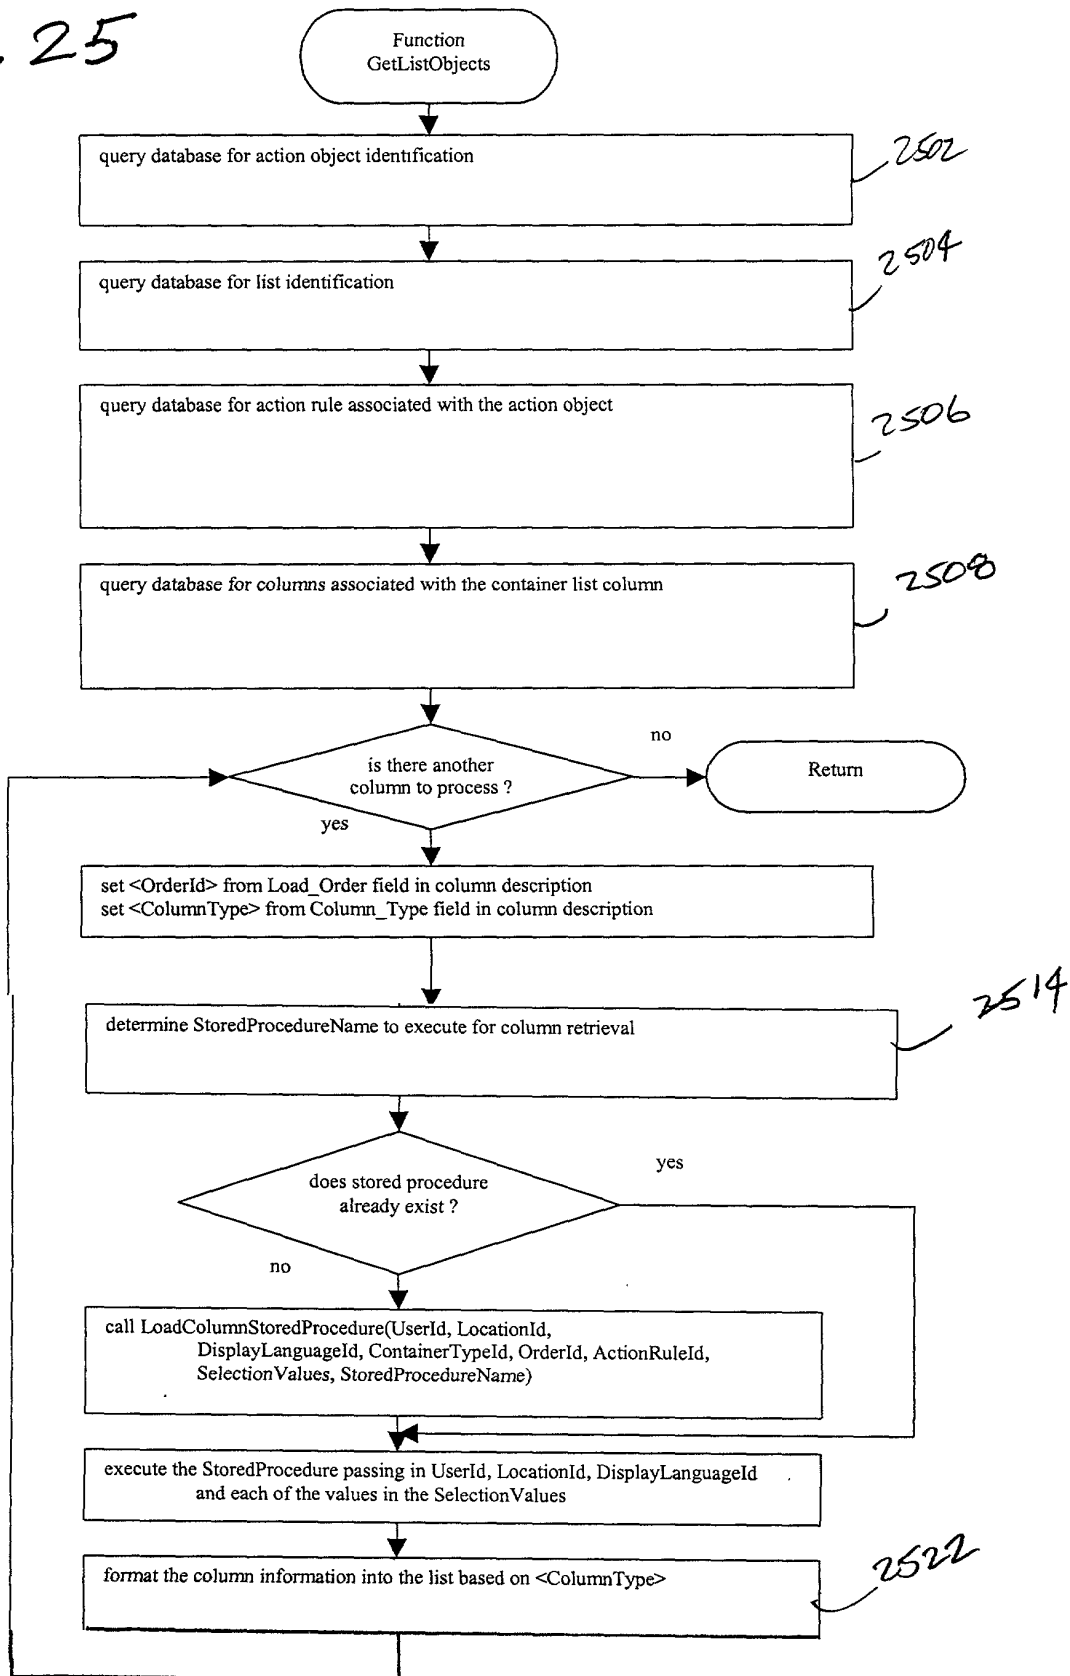 . 25
Function
GetListObjects
query database for action object identification
2502
query database for list identification
2504
query database for action rule associated with the action object
2506
query database for columns associated with the container list column
2508
is there another
column to process ?
no
Return
yes
set <OrderId> from Load_Order field in column description
set <ColumnType> from Column_Type field in column description
2514
determine StoredProcedureName to execute for column retrieval
does stored procedure
already exist ?
yes
no
call LoadColumnStoredProcedure(UserId, LocationId,
DisplayLanguageId, ContainerTypeId, OrderId, ActionRuleId,
SelectionValues, StoredProcedureName)
execute the StoredProcedure passing in UserId, LocationId, DisplayLanguageId
and each of the values in the SelectionValues
format the column information into the list based on <ColumnType>
2522